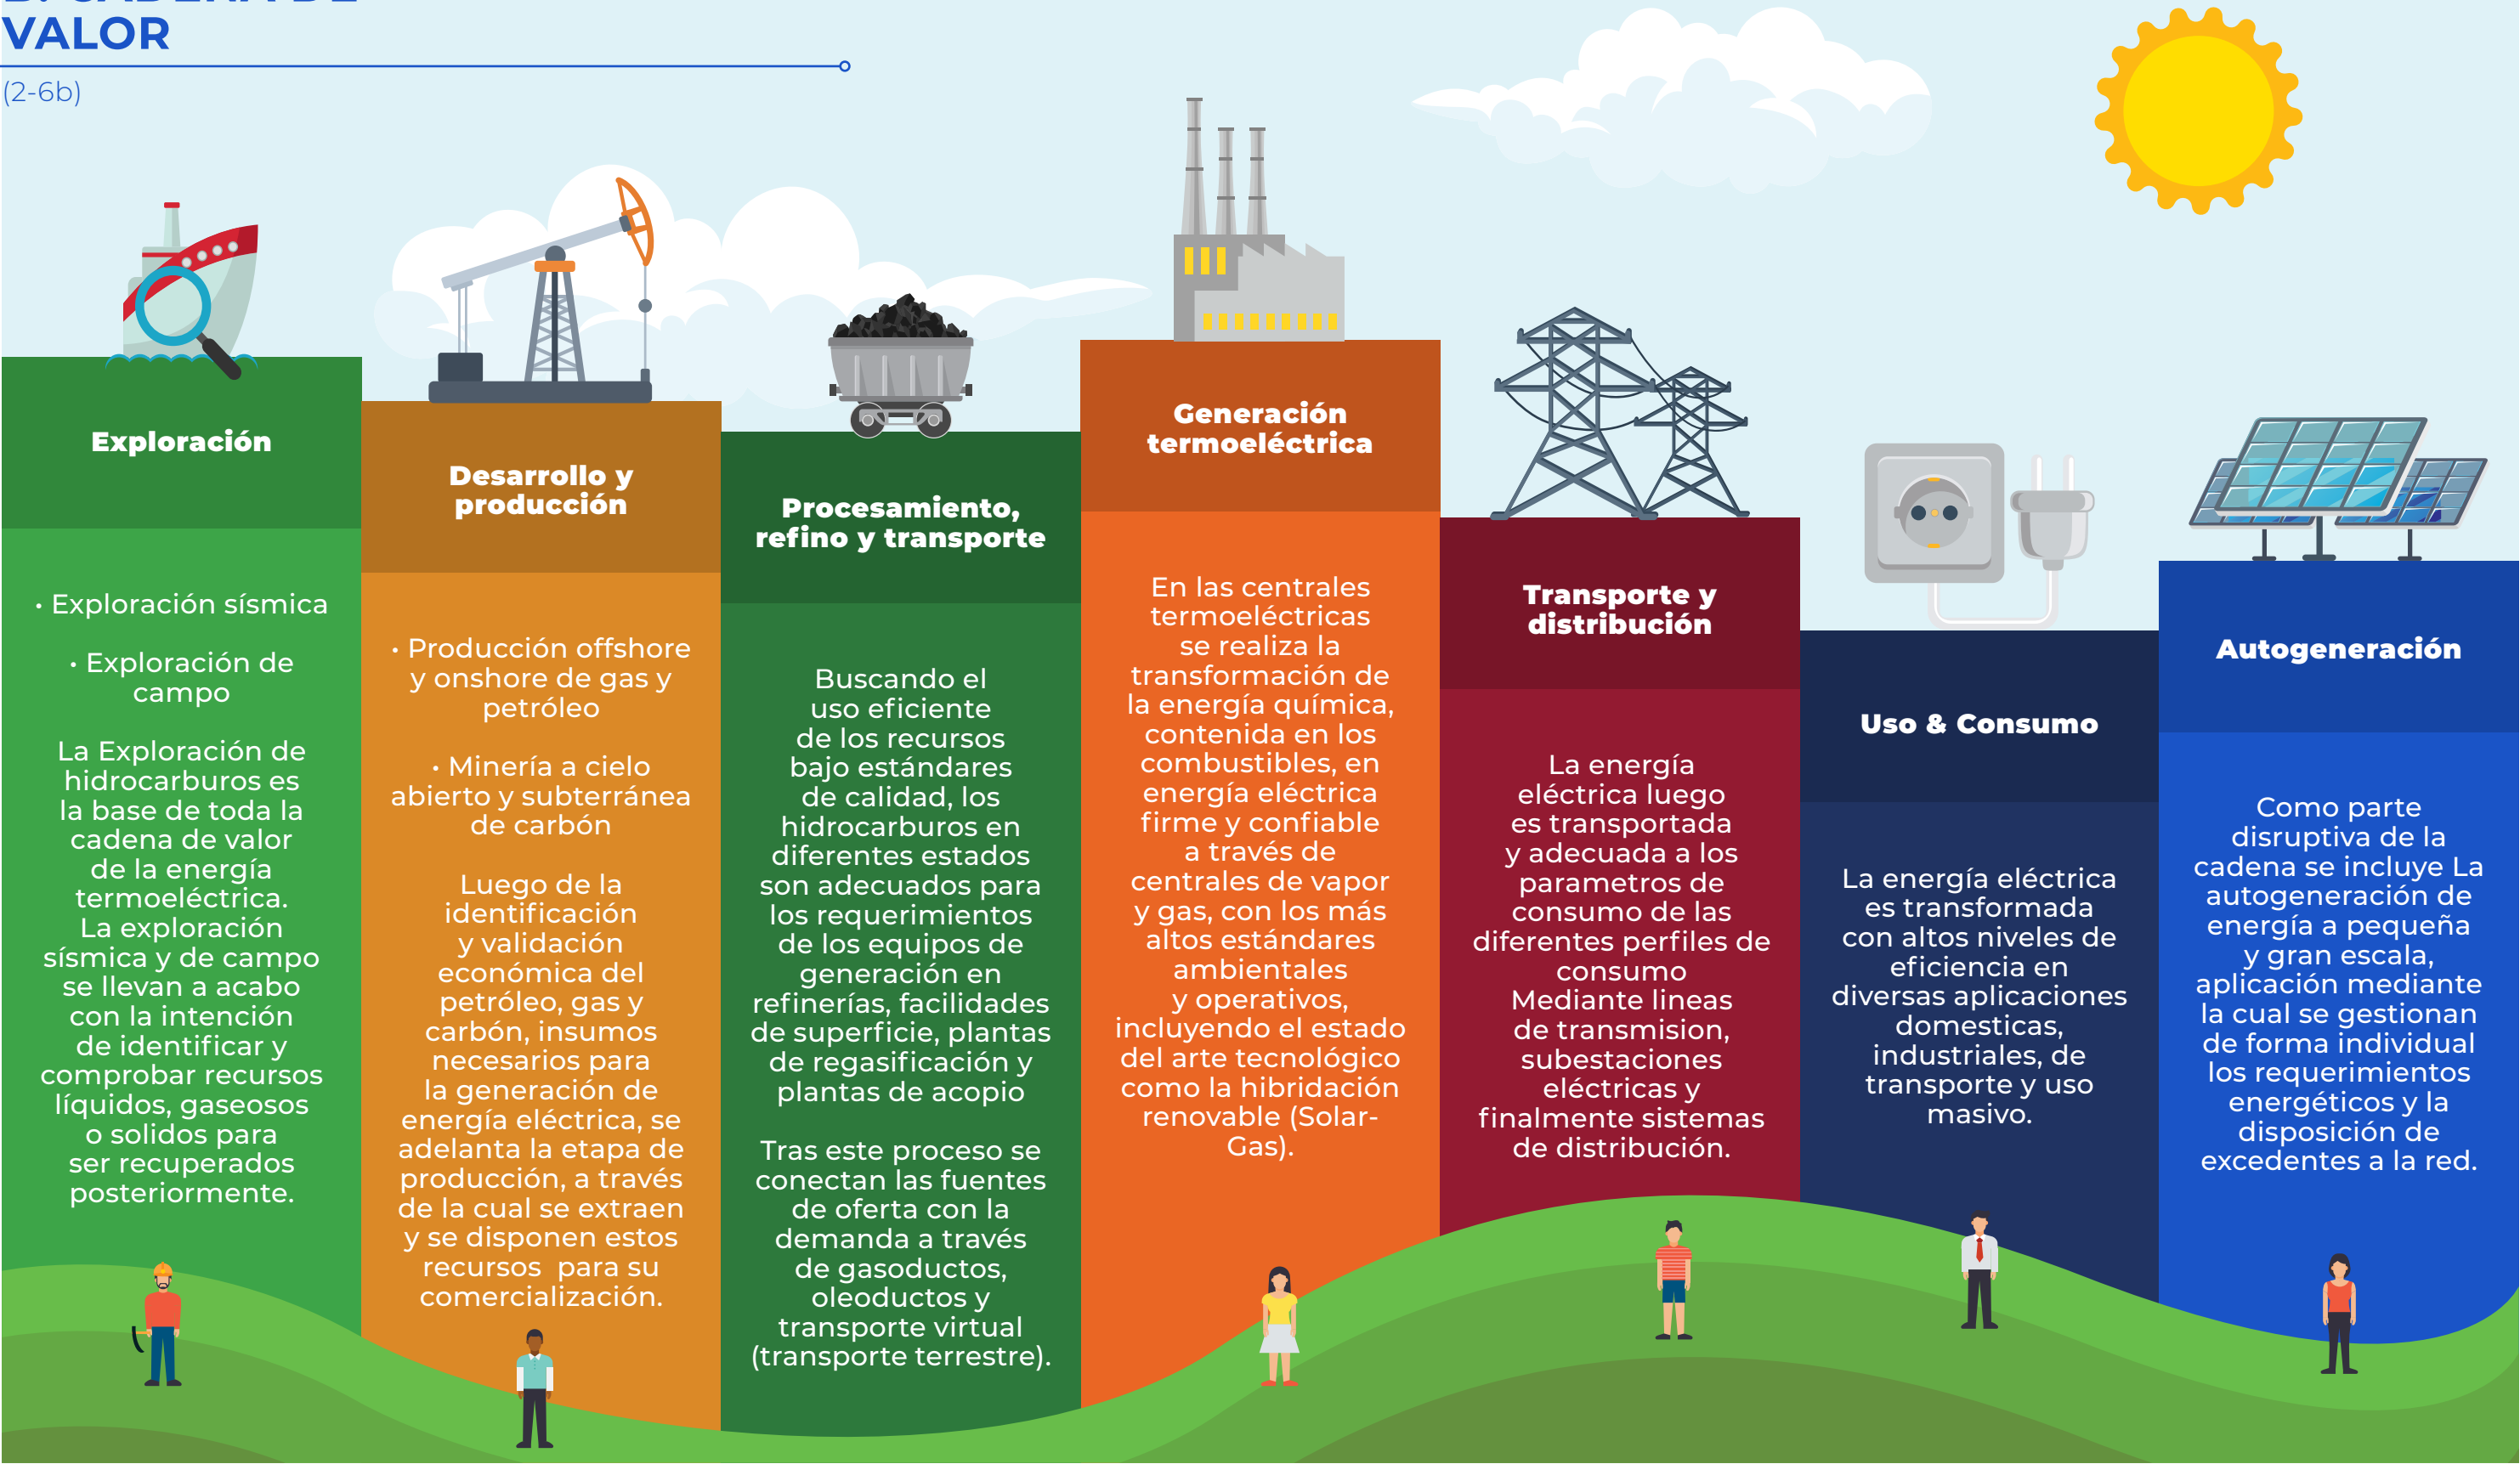 VALOR
(2-6b)
Exploración
• Exploración sísmica
• Exploración de
campo
La Exploración de
hidrocarburos es
la base de toda la
cadena de valor
de la energía
termoeléctrica.
La exploración
sísmica y de campo
se llevan a acabo
con la intención
de identificar y
comprobar recursos
líquidos, gaseosos
o solidos para
ser recuperados
posteriormente.
Desarrollo y
producción
• Producción offshore
y onshore de gas y
petróleo
• Minería a cielo
abierto y subterránea
de carbón
Luego de la
identificación
y validación
económica del
petróleo, gas y
carbón, insumos
necesarios para
la generación de
energía eléctrica, se
adelanta la etapa de
producción, a través
de la cual se extraen
y se disponen estos
recursos para su
comercialización.
Procesamiento,
refino y transporte
Buscando el
uso eficiente
de los recursos
bajo estándares
de calidad, los
hidrocarburos en
diferentes estados
son adecuados para
los requerimientos
de los equipos de
generación en
refinerías, facilidades
de superficie, plantas
de regasificación y
plantas de acopio
Tras este proceso se
conectan las fuentes
de oferta con la
demanda a través
de gasoductos,
oleoductos y
transporte virtual
(transporte terrestre).
Generación
termoeléctrica
En las centrales
termoeléctricas
se realiza la
transformación de
la energía química,
contenida en los
combustibles, en
energía eléctrica
firme y confiable
a través de
centrales de vapor
y gas, con los más
altos estándares
ambientales
y operativos,
incluyendo el estado
del arte tecnológico
como la hibridación
renovable (Solar-
Gas).
Transporte y
distribución
La energía
eléctrica luego
es transportada
y adecuada a los
parametros de
consumo de las
diferentes perfiles de
consumo
Mediante lineas
de transmision,
subestaciones
eléctricas y
finalmente sistemas
de distribución.
Uso & Consumo
La energía eléctrica
es transformada
con altos niveles de
eficiencia en
diversas aplicaciones
domesticas,
industriales, de
transporte y uso
masivo.
Autogeneración
Como parte
disruptiva de la
cadena se incluye La
autogeneración de
energía a pequeña
y gran escala,
aplicación mediante
la cual se gestionan
de forma individual
los requerimientos
energéticos y la
disposición de
excedentes a la red.